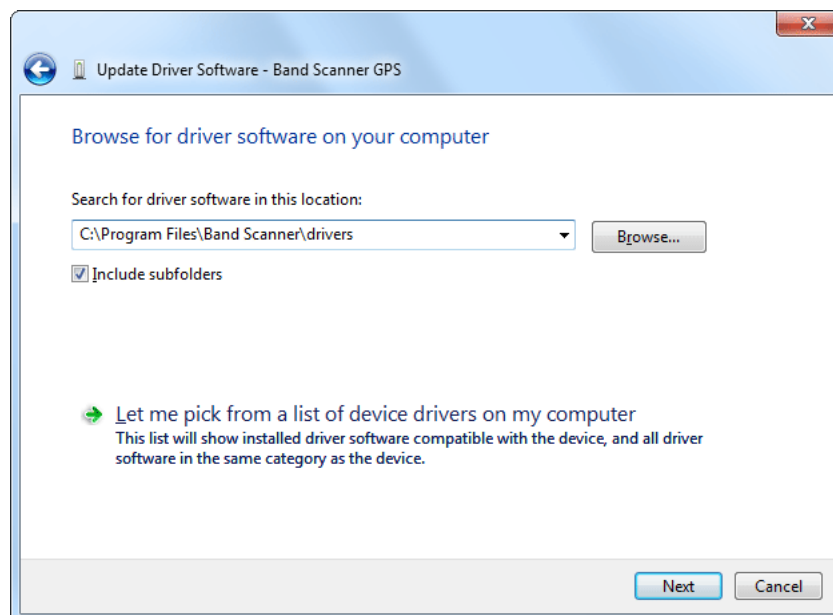 Update Driver Software - Band Scanner GPS
Browse for driver software on your computer
Search for driver software in this location:
C:\Program Files\Band Scanner\drivers
Browse...
Include subfolders
Let me pick from a list of device drivers on my computer
This list will show installed driver software compatible with the device, and all driver
software in the same category as the device.
Next
Cancel